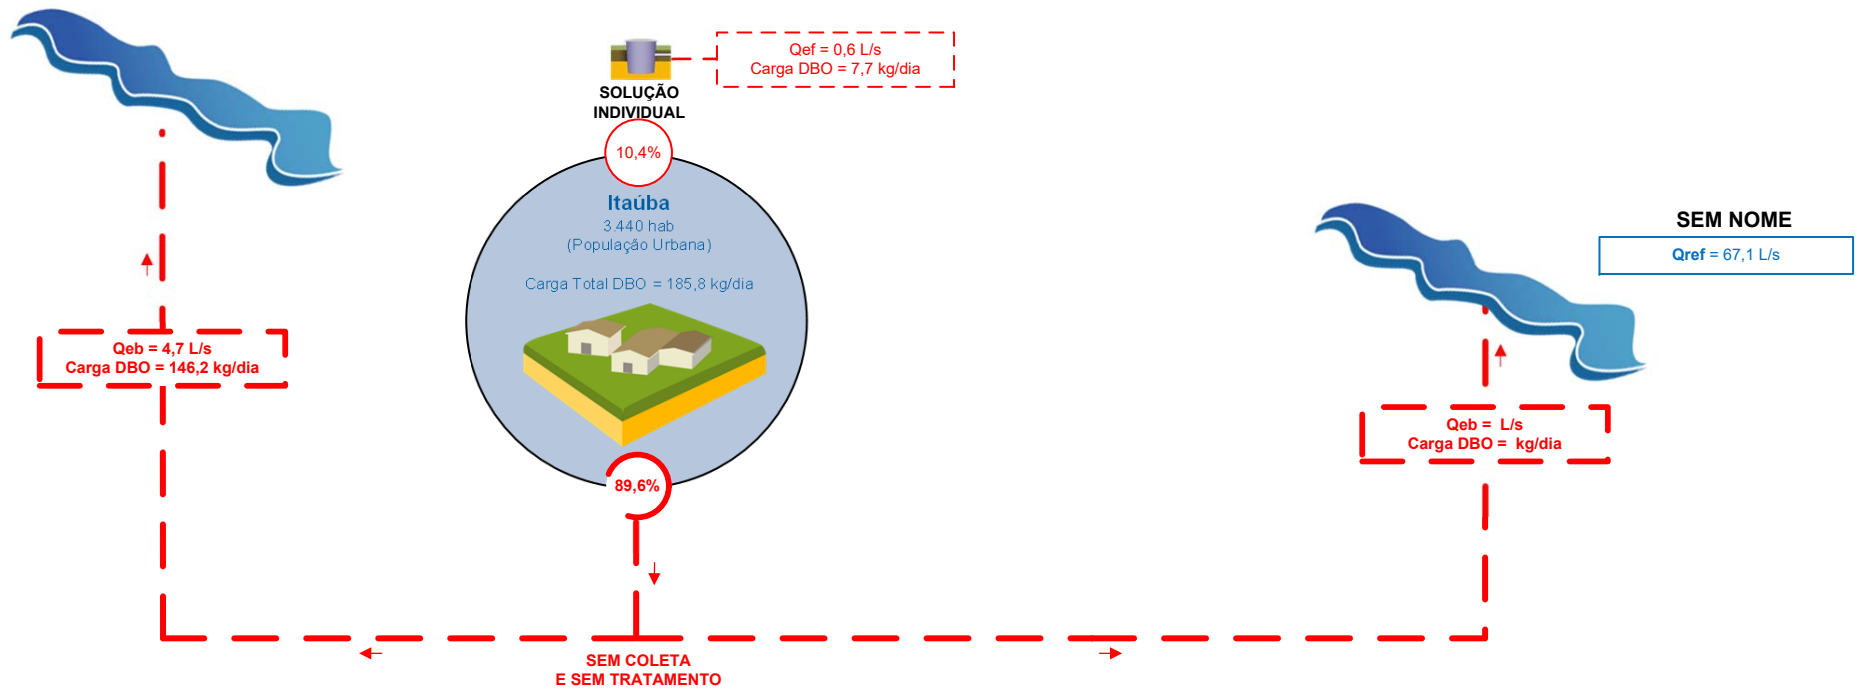 Qef = 0,6 L/s
Carga DBO = 7,7 kg/dia
SOLUÇÃO
INDIVIDUAL
10,4%
Itaúba
3.440 hab
(População Urbana)
Carga Total DBO = 185,8 kg/dia
SEM NOME
Qref = 67,1 L/s
Qeb = 4,7 L/s
Carga DBO = 146,2 kg/dia
Qeb =  L/s
Carga DBO =  kg/dia
89,6%
SEM COLETA
E SEM TRATAMENTO